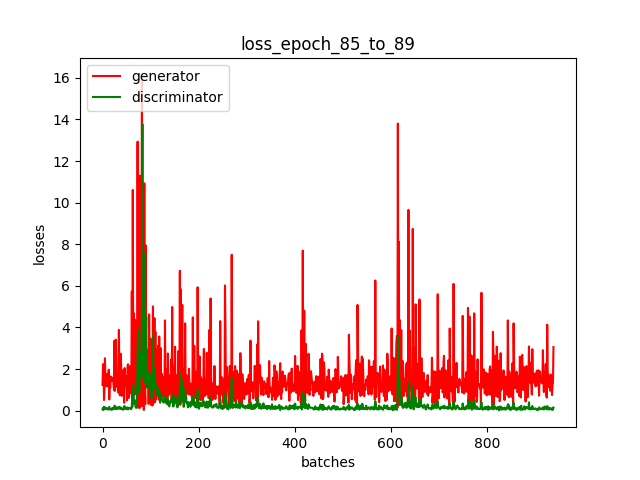 loss_epoch_85_to_89
generator
discriminator
losses
16
14
12
10
8
6
4
2
0
0 200 400 600 800
batches